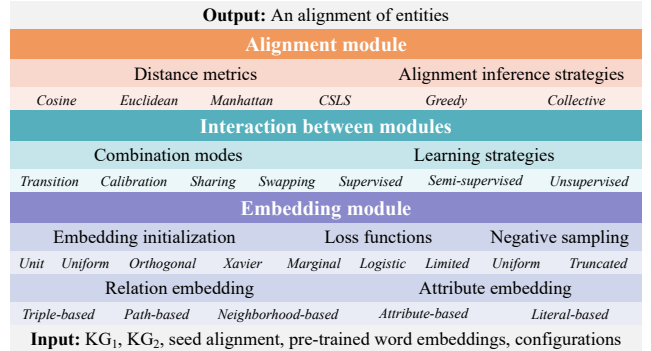 Output: An alignment of entities
Alignment module
Distance metrics Alignment inference strategies
Cosine Euclidean Manhattan CSLS Greedy Collective
Interaction between modules
Combination modes Learning strategies
Transition Calibration Sharing Swapping Supervised Semi-supervised Unsupervised
Embedding module
Embedding initialization Loss functions Negative sampling
Unit Uniform Orthogonal Xavier Marginal Logistic Limited Uniform Truncated
Relation embedding Attribute embedding
Triple-based Path-based Neighborhood-based Attribute-based Literal-based
Input: KG₁, KG₂, seed alignment, pre-trained word embeddings, configurations